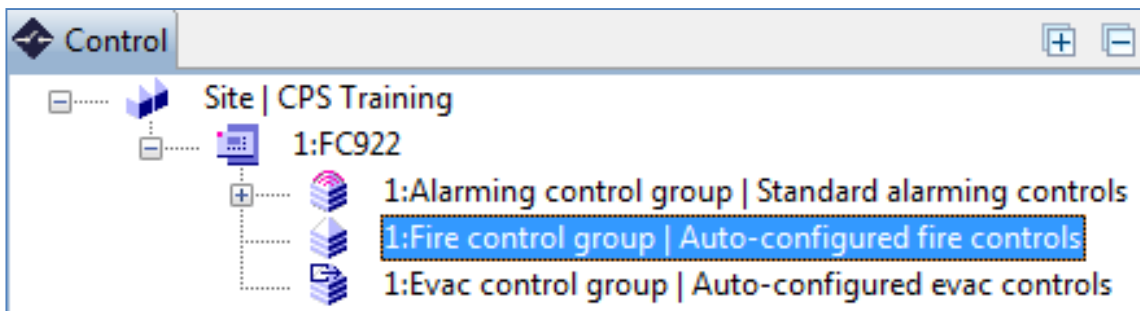 Control
Site | CPS Training
1:FC922
1:Alarming control group | Standard alarming controls
1:Fire control group | Auto-configured fire controls
1:Evac control group | Auto-configured evac controls